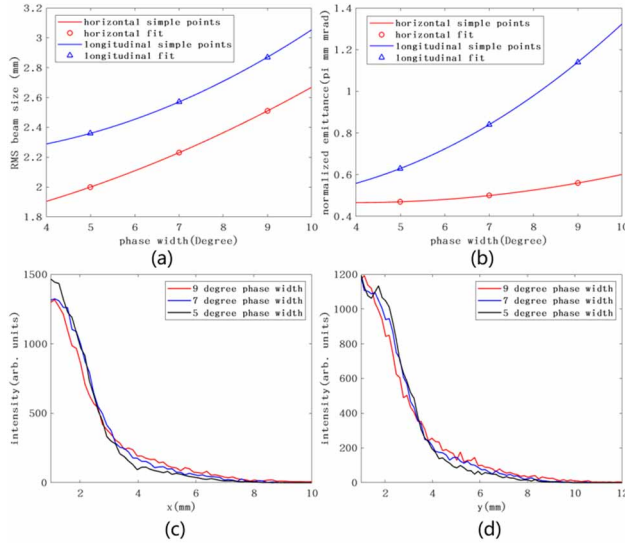 3.2
3
2.8
2.6
2.4
2.2
2
1.8
RMS beam size (mm)
horizontal simple points
horizontal fit
longitudinal simple points
longitudinal fit
4 5 6 7 8 9 10
phase width(Degree)
(a)
1.4
1.2
1
0.8
0.6
0.4
normalized emittance(pi mm mrad)
horizontal simple points
horizontal fit
longitudinal simple points
longitudinal fit
4 5 6 7 8 9 10
phase width(Degree)
(b)
1500
1000
500
0
intensity(arb. units)
9 degree phase width
7 degree phase width
5 degree phase width
2 4 6 8 10
x(mm)
(c)
1200
1000
800
600
400
200
0
intensity(arb. units)
9 degree phase width
7 degree phase width
5 degree phase width
2 4 6 8 10 12
y(mm)
(d)